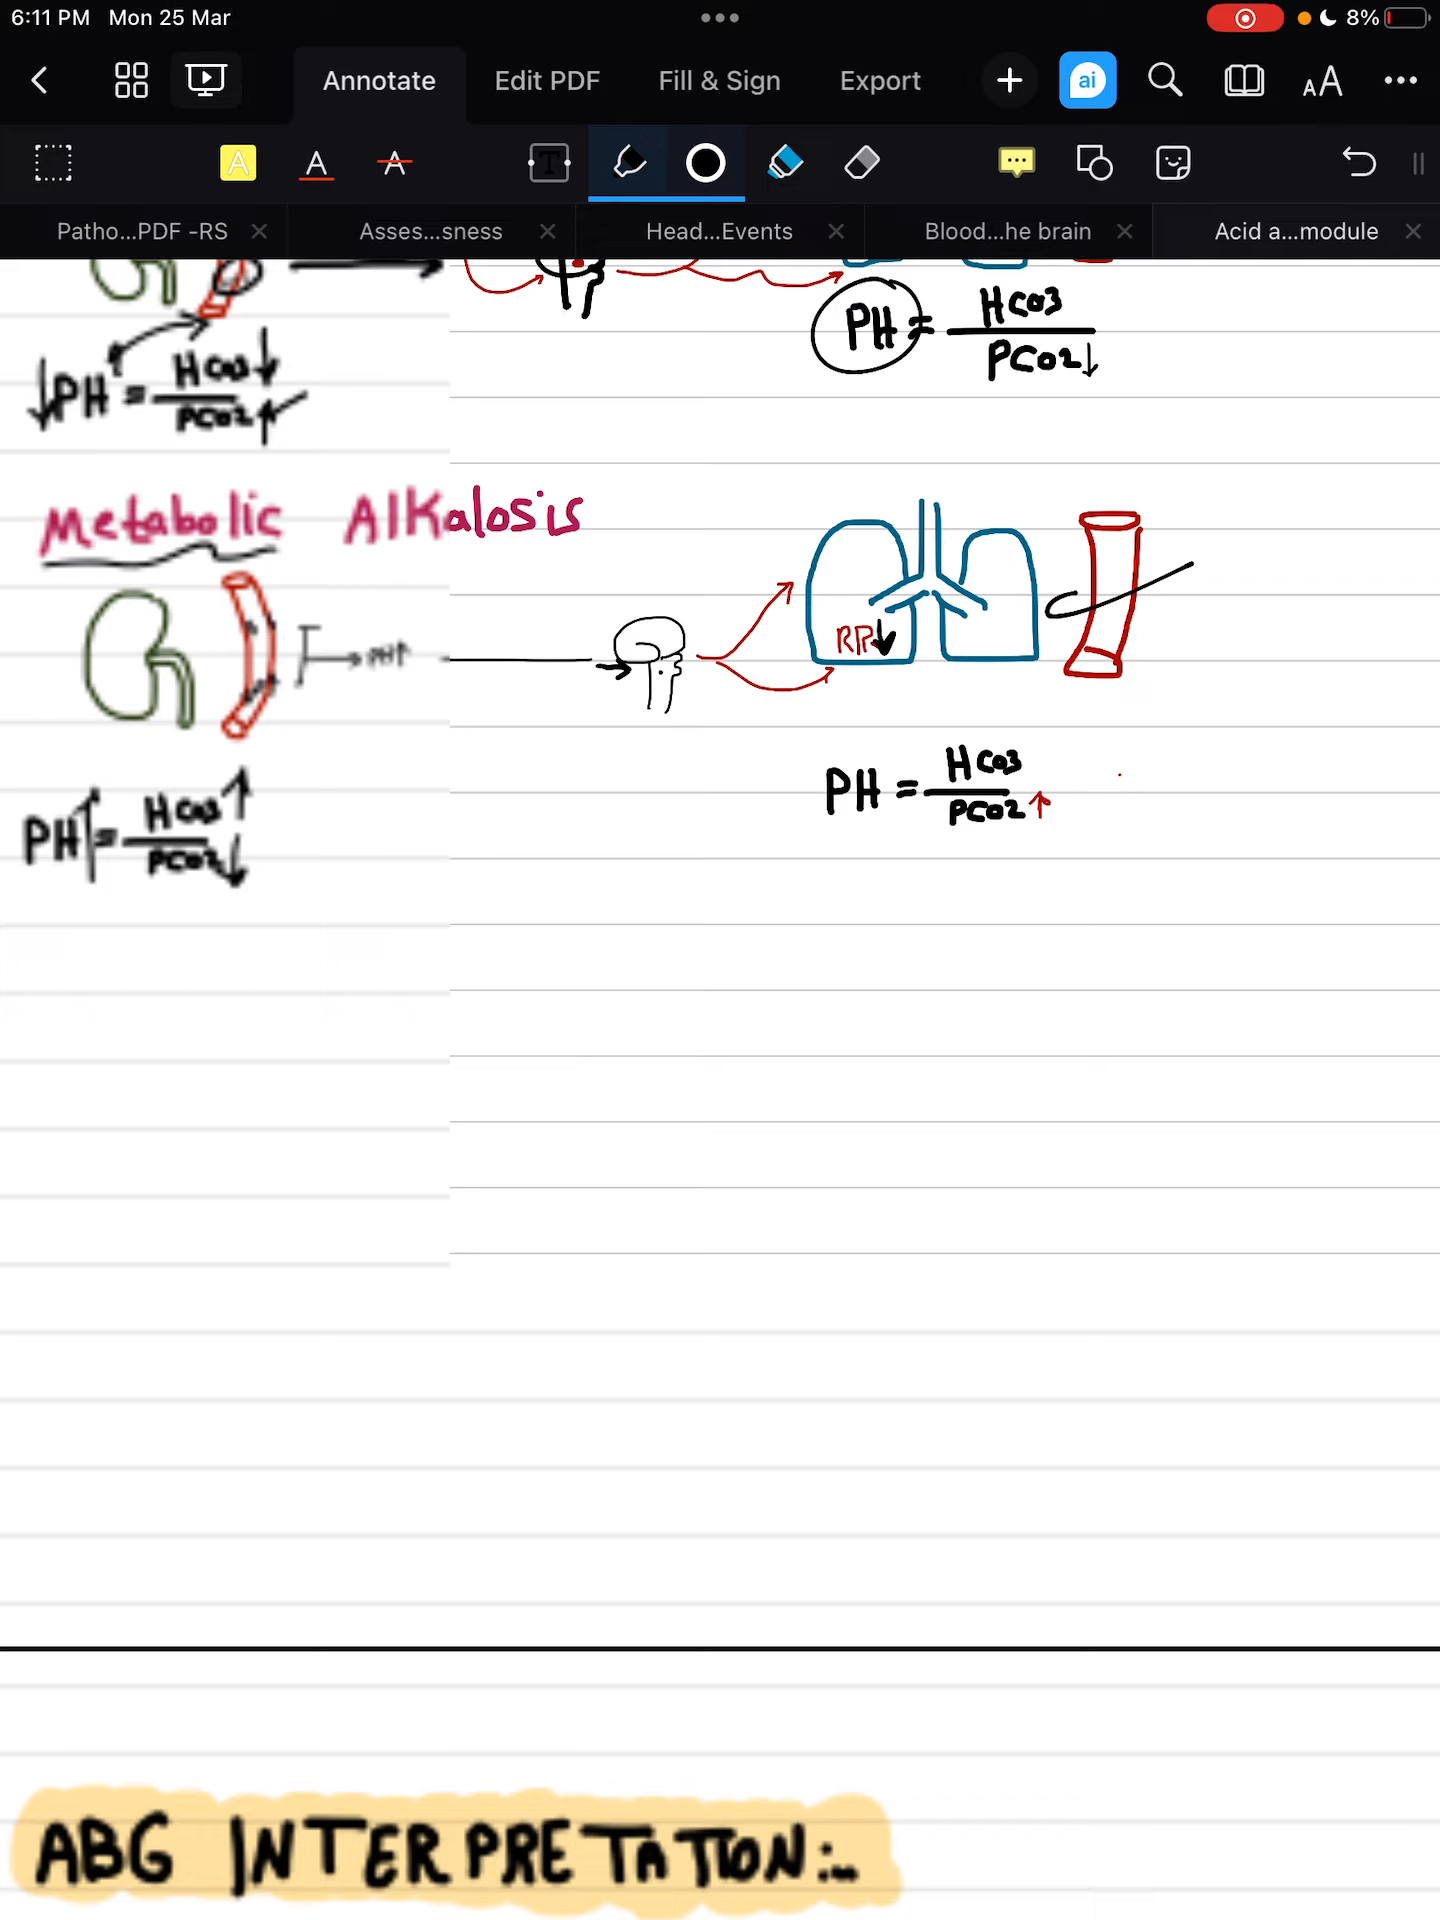 6:11 PM Mon 25 Mar
8%
Annotate Edit PDF Fill & Sign Export ai AA
A A A T
Patho...PDF -RS Asses...sness Head...Events Blood...he brain Acid a...module
PH = HCO3
PCO2↓
↓PH = HCO3↓
PCO2↑
Metabolic Alkalosis
RR↓
PH↑
PH = HCO3
PCO2↑
PH↑ = HCO3↑
PCO2↓
ABG INTERPRETATION:-